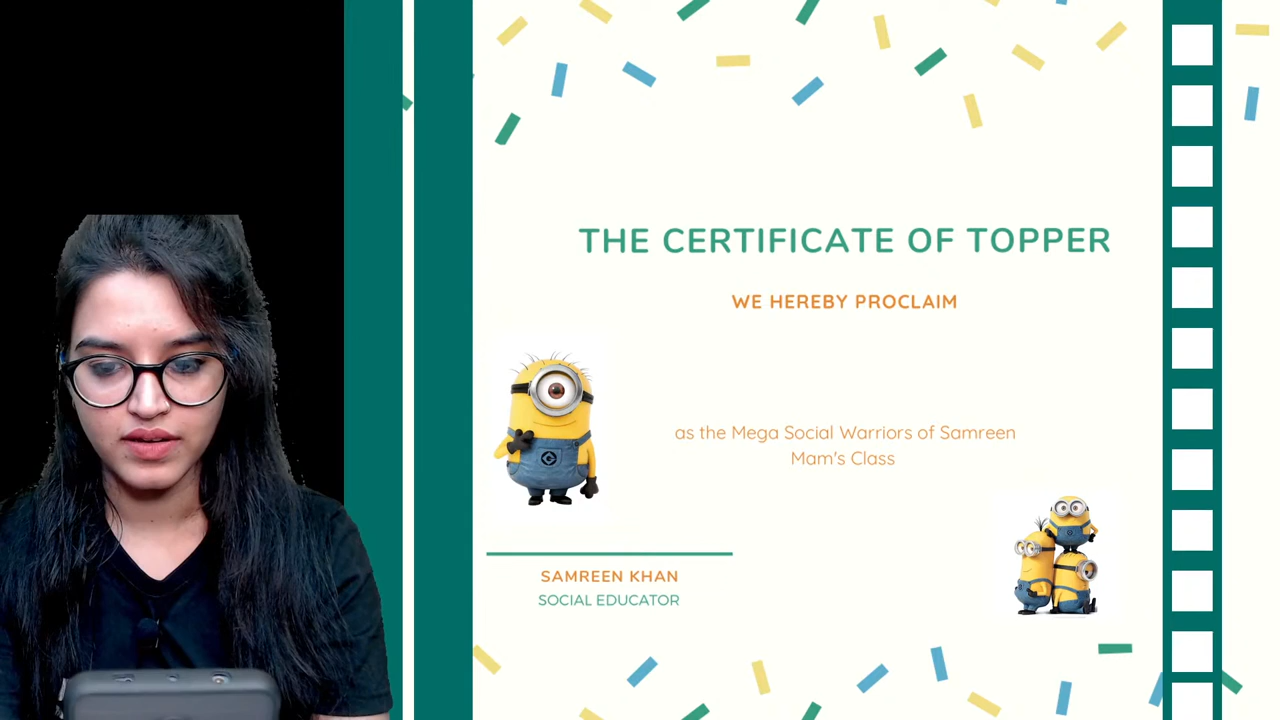 THE CERTIFICATE OF TOPPER
WE HEREBY PROCLAIM
as the Mega Social Warriors of Samreen
Mam's Class
SAMREEN KHAN
SOCIAL EDUCATOR